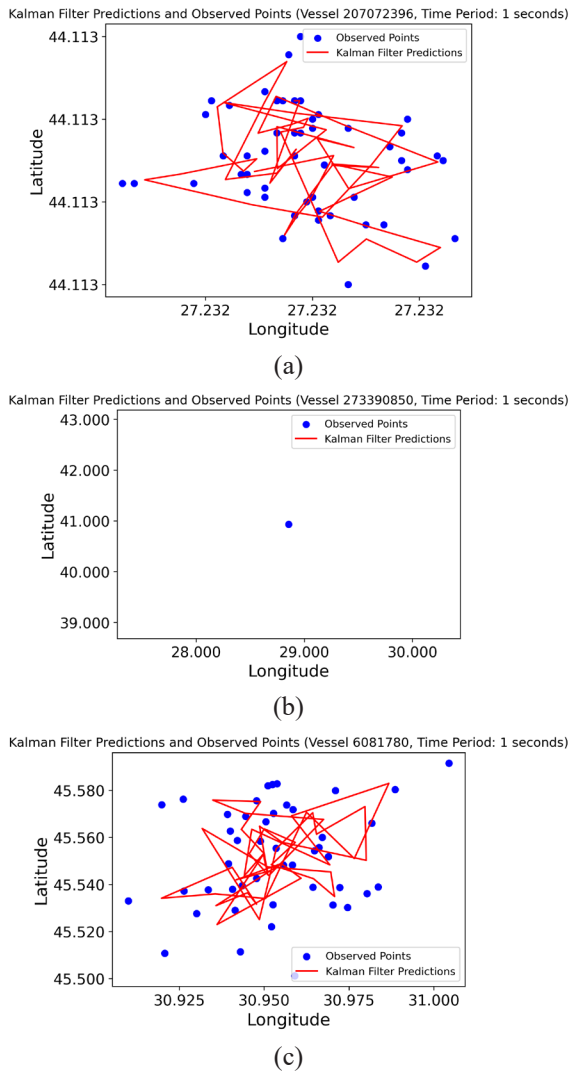 Kalman Filter Predictions and Observed Points (Vessel 207072396, Time Period: 1 seconds)
Observed Points
Kalman Filter Predictions
44.113
44.113
44.113
44.113
Latitude
27.232
27.232
27.232
Longitude
(a)
Kalman Filter Predictions and Observed Points (Vessel 273390850, Time Period: 1 seconds)
Observed Points
Kalman Filter Predictions
43.000
42.000
41.000
40.000
39.000
Latitude
28.000
29.000
30.000
Longitude
(b)
Kalman Filter Predictions and Observed Points (Vessel 6081780, Time Period: 1 seconds)
45.580
45.560
45.540
45.520
45.500
Latitude
Observed Points
Kalman Filter Predictions
30.925
30.950
30.975
31.000
Longitude
(c)